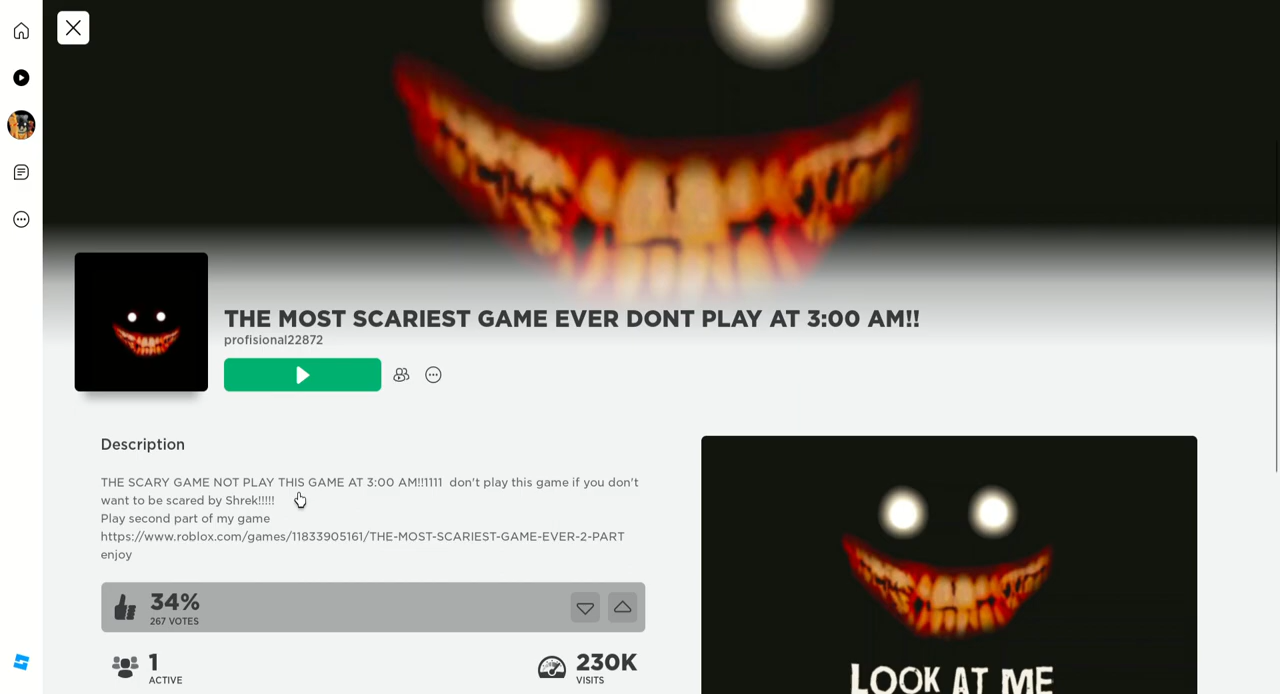 THE MOST SCARIEST GAME EVER DONT PLAY AT 3:00 AM!!
profisional22872
Description
THE SCARY GAME NOT PLAY THIS GAME AT 3:00 AM!!1111  don't play this game if you don't
want to be scared by Shrek!!!!!
Play second part of my game
https://www.roblox.com/games/11833905161/THE-MOST-SCARIEST-GAME-EVER-2-PART
enjoy
34%
267 VOTES
1
ACTIVE
230K
VISITS
LOOK AT ME